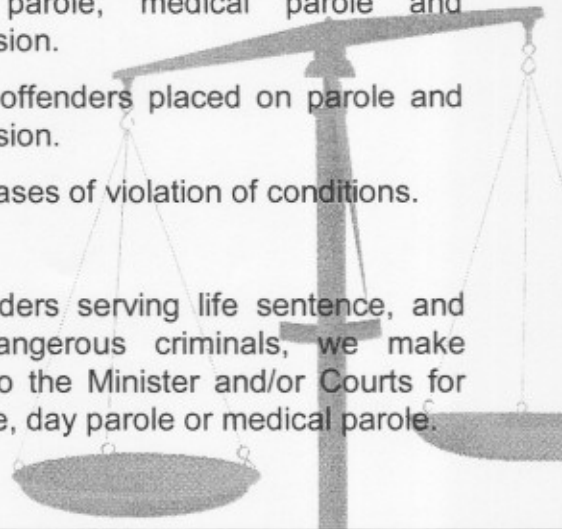 parole, medical parole and
sion.
offenders placed on parole and
sion.
ases of violation of conditions.
ders serving life sentence, and
angerous criminals, we make
o the Minister and/or Courts for
e, day parole or medical parole.